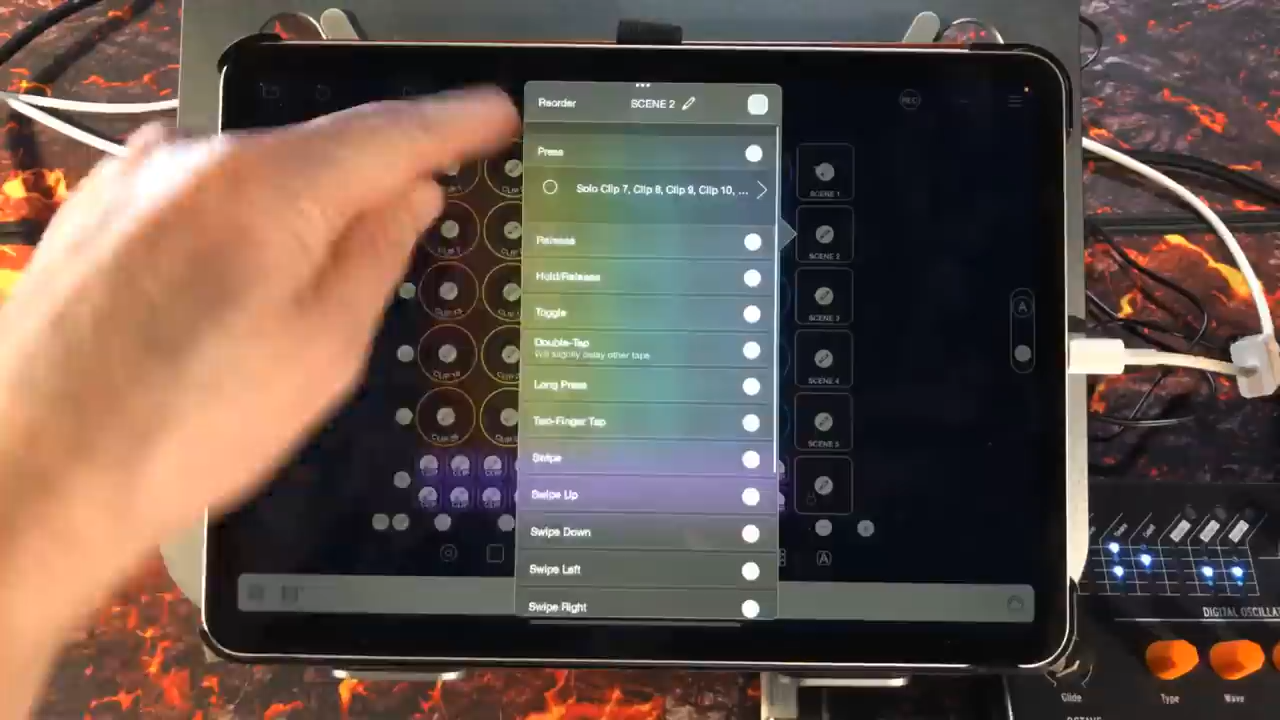 Reorder SCENE 2
REC
Press
Solo Clip 7, Clip 8, Clip 9, Clip 10, ...
Release
Hold/Release
Toggle
Double-Tap
Will slightly delay other taps
Long Press
Two-Finger Tap
Swipe
Swipe Up
Swipe Down
Swipe Left
Swipe Right
SCENE 1
SCENE 2
SCENE 3
SCENE 4
SCENE 5
A
A
DIGITAL OSCILLAT
Glide
Type
Wave
OCTAVE